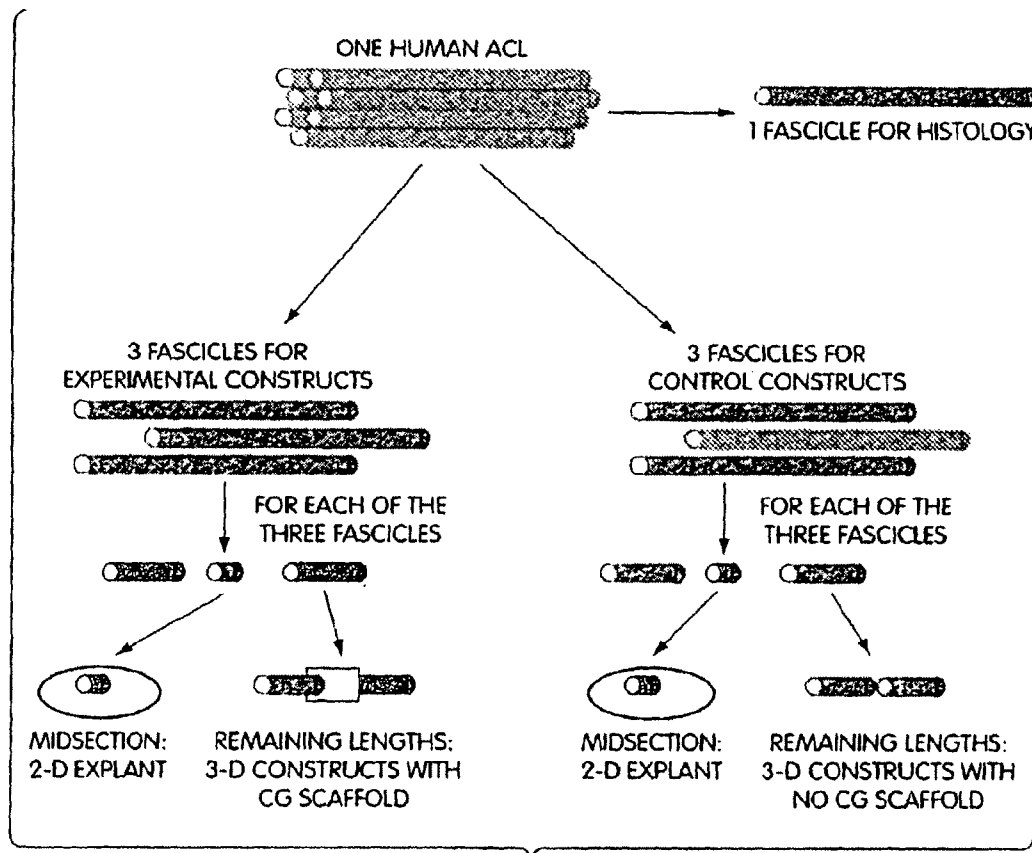 ONE HUMAN ACL
1 FASCICLE FOR HISTOLOGY
3 FASCICLES FOR
EXPERIMENTAL CONSTRUCTS
3 FASCICLES FOR
CONTROL CONSTRUCTS
FOR EACH OF THE
THREE FASCICLES
FOR EACH OF THE
THREE FASCICLES
MIDSECTION:
2-D EXPLANT
REMAINING LENGTHS:
3-D CONSTRUCTS WITH
CG SCAFFOLD
MIDSECTION:
2-D EXPLANT
REMAINING LENGTHS:
3-D CONSTRUCTS WITH
NO CG SCAFFOLD